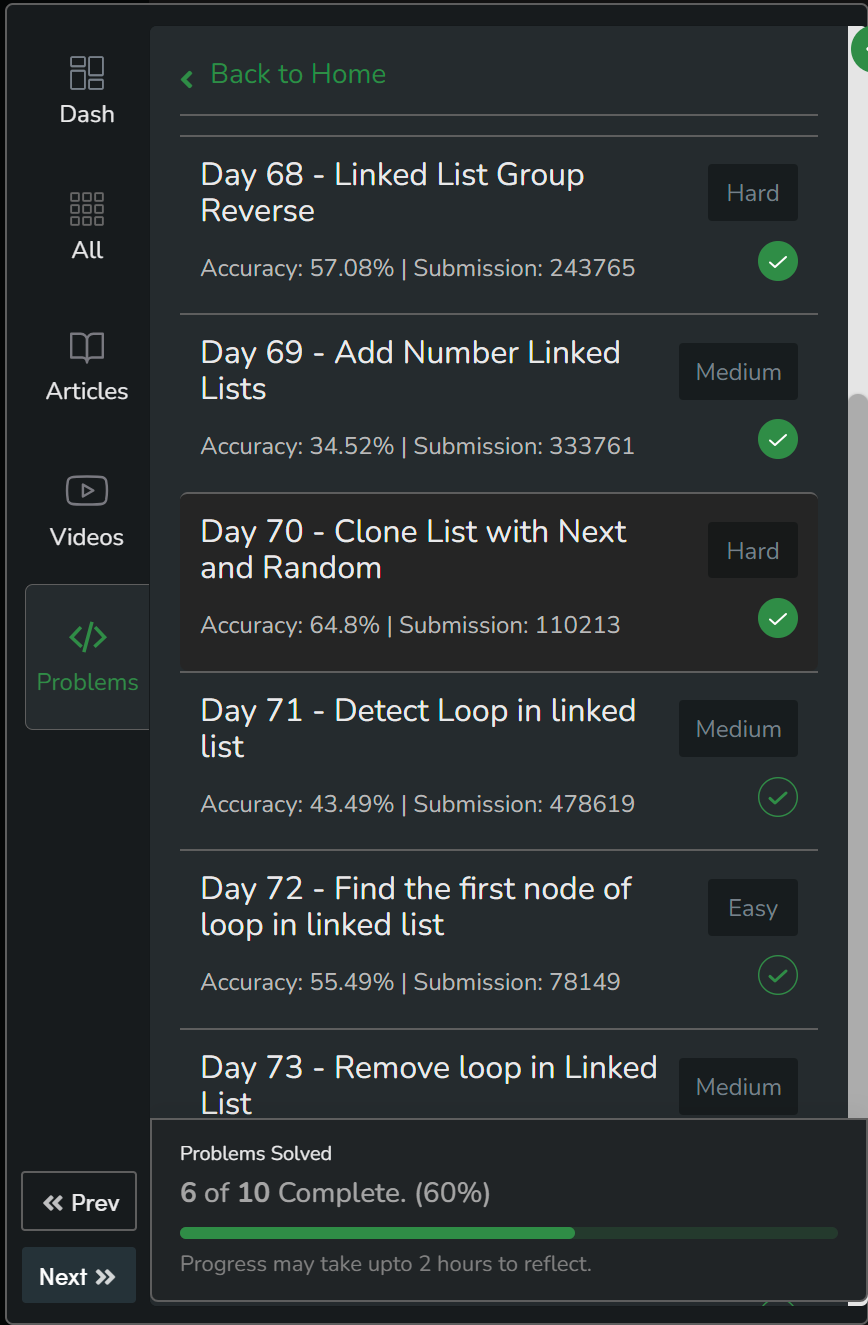 Dash
All
Articles
Videos
Problems
Prev
Next
Back to Home
Day 68 - Linked List Group
Reverse
Hard
Accuracy: 57.08% | Submission: 243765
Day 69 - Add Number Linked
Lists
Medium
Accuracy: 34.52% | Submission: 333761
Day 70 - Clone List with Next
and Random
Hard
Accuracy: 64.8% | Submission: 110213
Day 71 - Detect Loop in linked
list
Medium
Accuracy: 43.49% | Submission: 478619
Day 72 - Find the first node of
loop in linked list
Easy
Accuracy: 55.49% | Submission: 78149
Day 73 - Remove loop in Linked
List
Medium
Problems Solved
6 of 10 Complete. (60%)
Progress may take upto 2 hours to reflect.